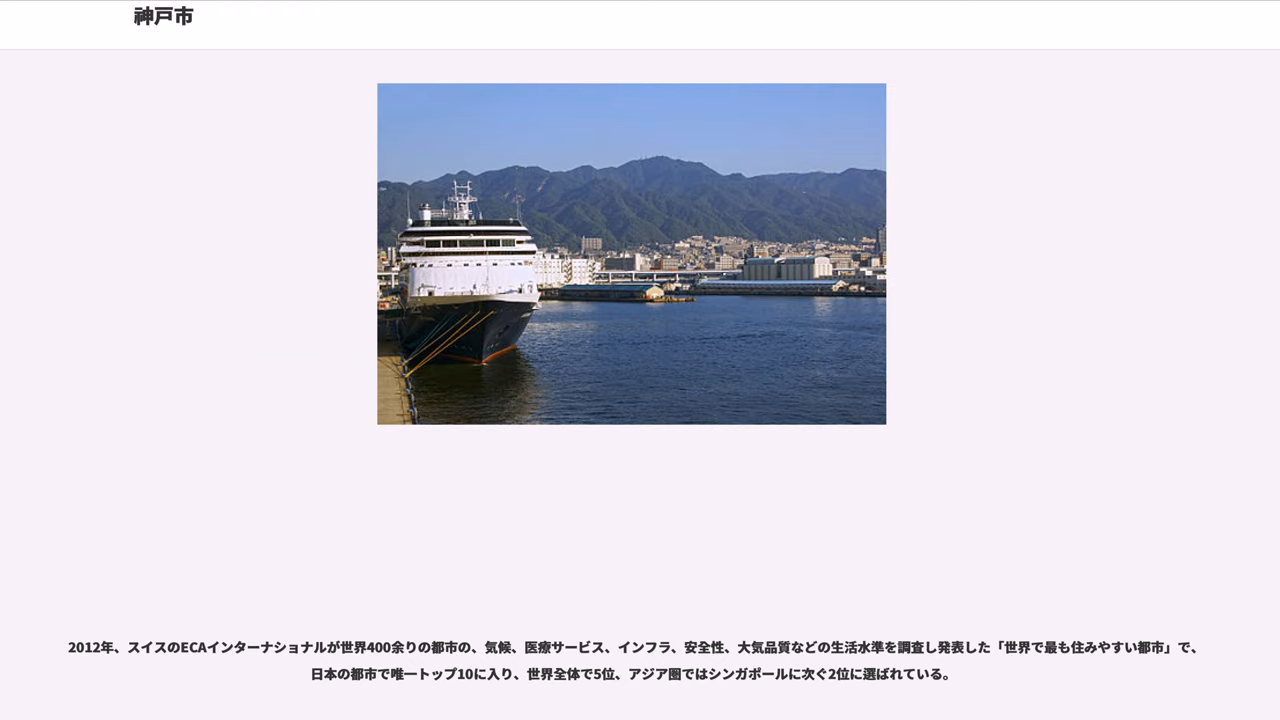 神戸市
2012年、スイスのECAインターナショナルが世界400余りの都市の、気候、医療サービス、インフラ、安全性、大気品質などの生活水準を調査し発表した「世界で最も住みやすい都市」で、
日本の都市で唯一トップ10に入り、世界全体で5位、アジア圏ではシンガポールに次ぐ2位に選ばれている。